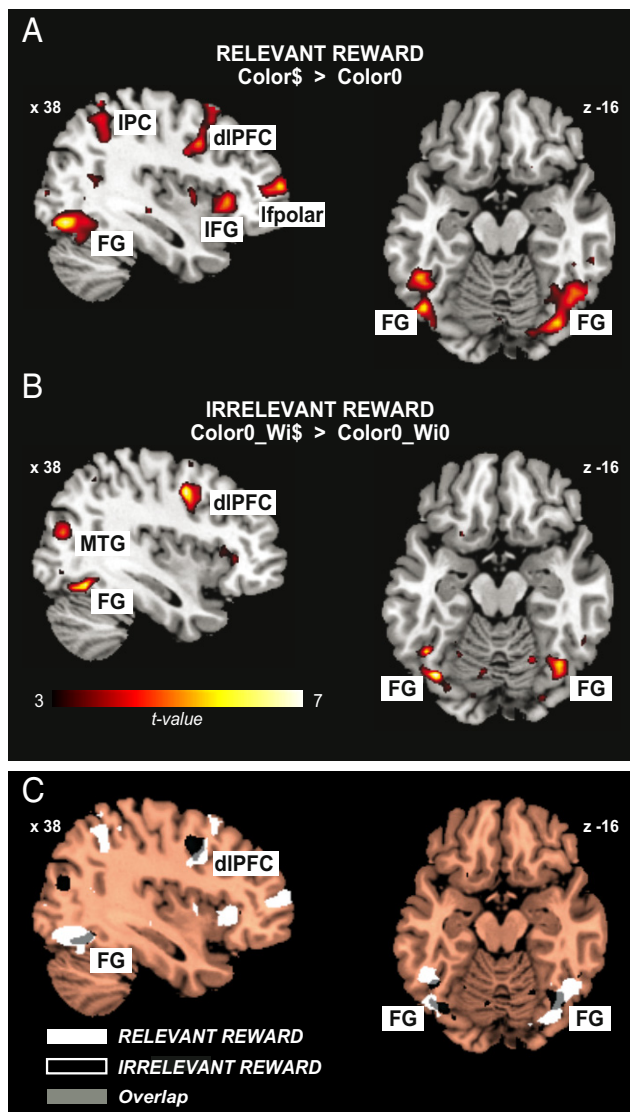 A
RELEVANT REWARD
Color$ > Color0
x 38
z -16
IPC
dlPFC
lfpolar
IFG
FG
FG
FG
B
IRRELEVANT REWARD
Color0_Wi$ > Color0_Wi0
x 38
z -16
dlPFC
MTG
FG
FG
FG
3
7
t-value
C
x 38
z -16
dlPFC
FG
FG
FG
RELEVANT REWARD
IRRELEVANT REWARD
Overlap